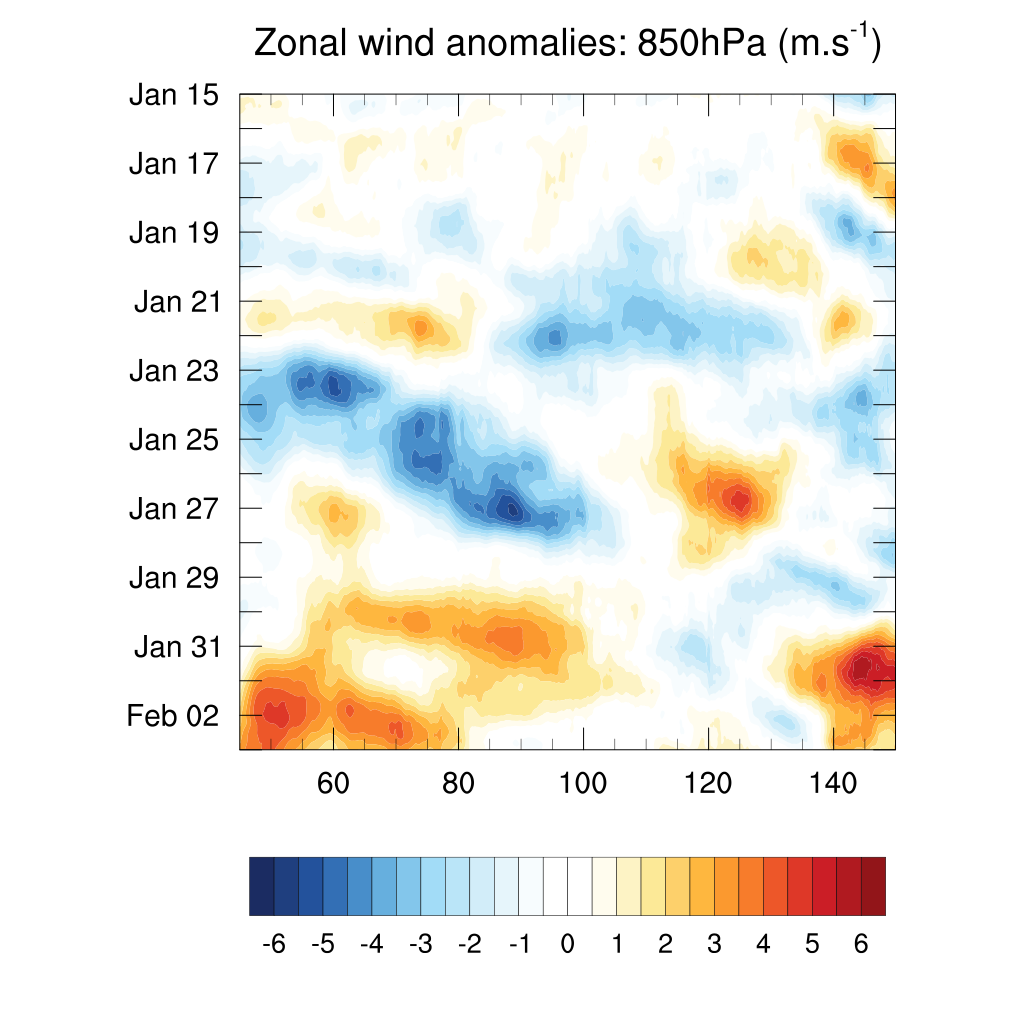 Zonal wind anomalies: 850hPa (m.s-1)
Jan 15
Jan 17
Jan 19
Jan 21
Jan 23
Jan 25
Jan 27
Jan 29
Jan 31
Feb 02
60 80 100 120 140
-6 -5 -4 -3 -2 -1 0 1 2 3 4 5 6